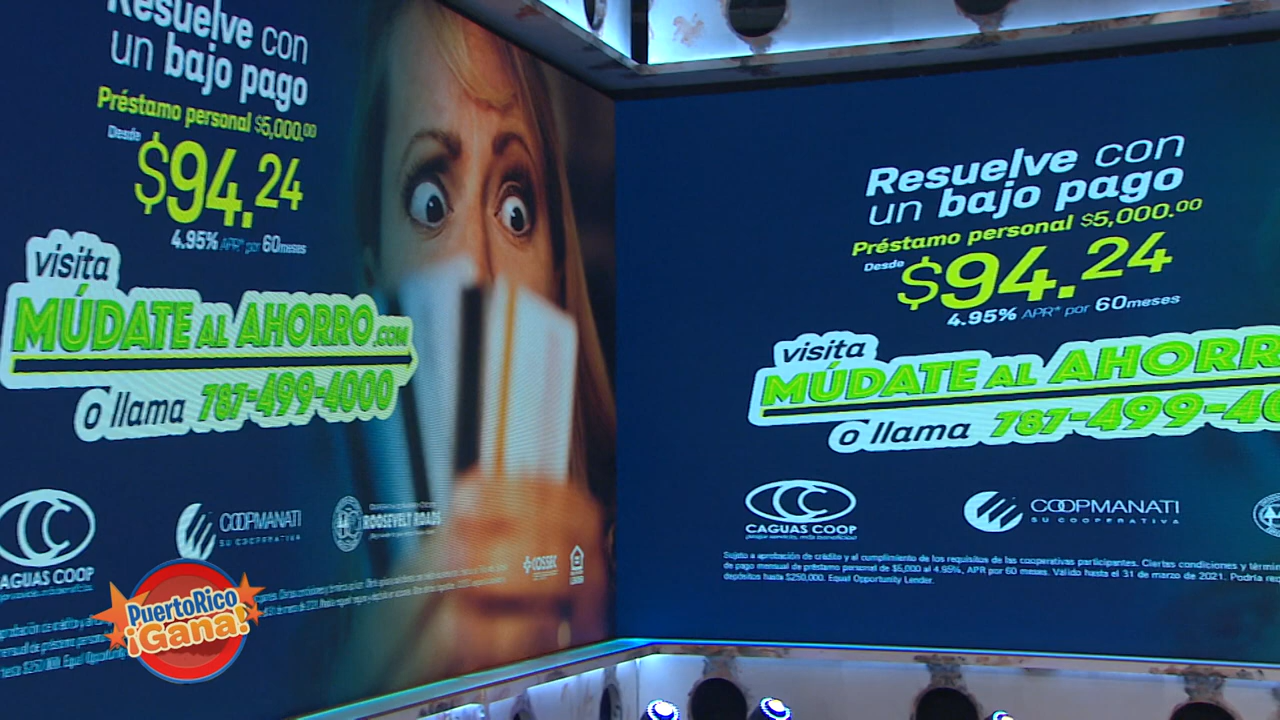 Resuelve con
un bajo pago
Préstamo personal $5,000.00
Desde
$94.24
4.95% APR* por 60meses
visita
MÚDATE AL AHORRO.COM
o llama 787-499-4000
CAGUAS COOP
COOPMANATI
SU COOPERATIVA
ROOSEVELT ROADS
COSSEC
PuertoRico
¡Gana!
Resuelve con
un bajo pago
Préstamo personal $5,000.00
Desde
$94.24
4.95% APR* por 60meses
visita
MÚDATE AL AHORR
o llama 787-499-40
CAGUAS COOP
COOPMANATI
SU COOPERATIVA
Sujeto a aprobación de crédito y al cumplimiento de los requisitos de las cooperativas participantes. Ciertas condiciones y térmi
de pago mensual de préstamo personal de $5,000 al 4.95%, APR por 60 meses. Válido hasta el 31 de marzo de 2021. Podría re
depósitos hasta $250,000. Equal Opportunity Lender.